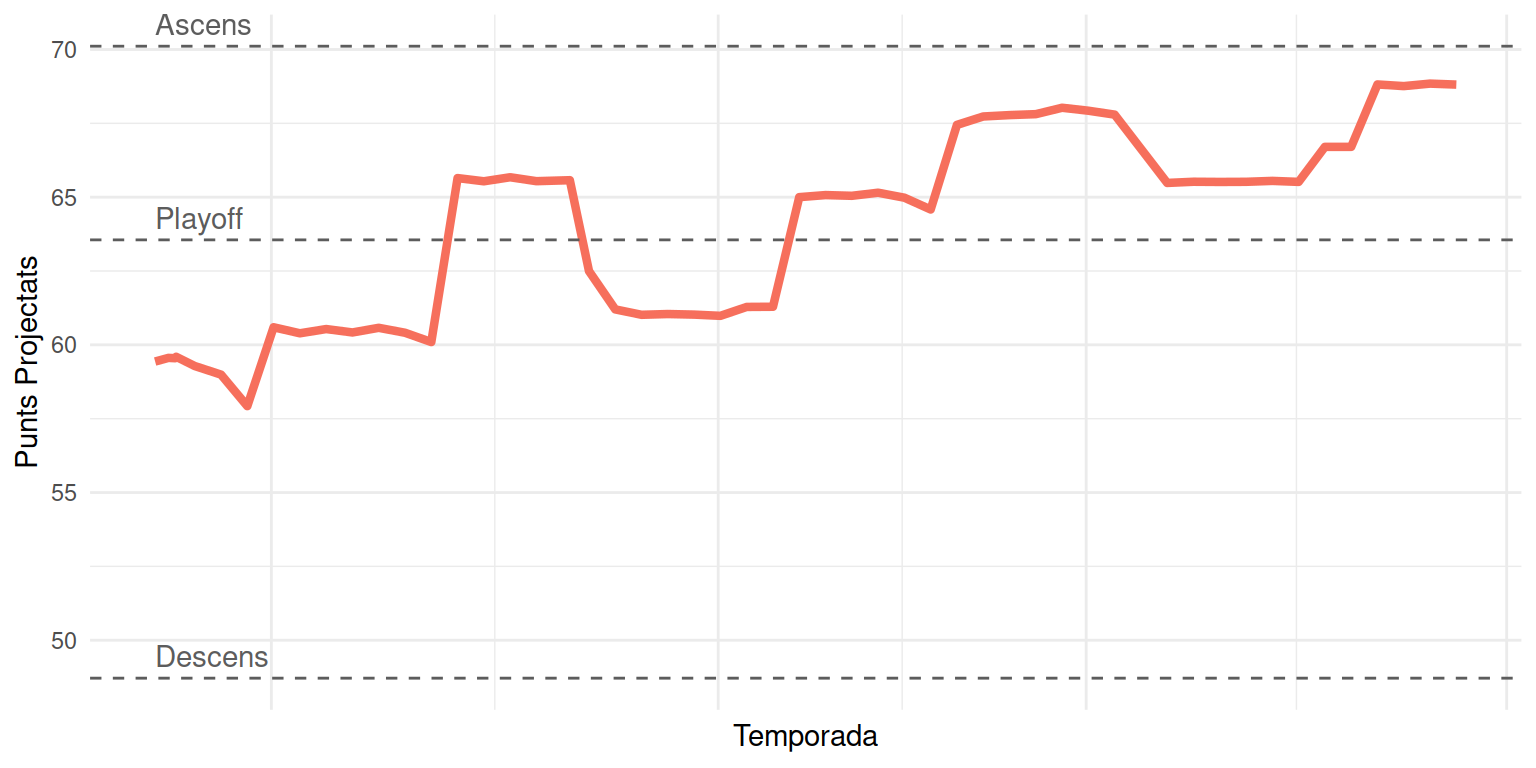 Ascens
70
65
Playoff
60
55
50
Descens
Punts Projectats
Temporada